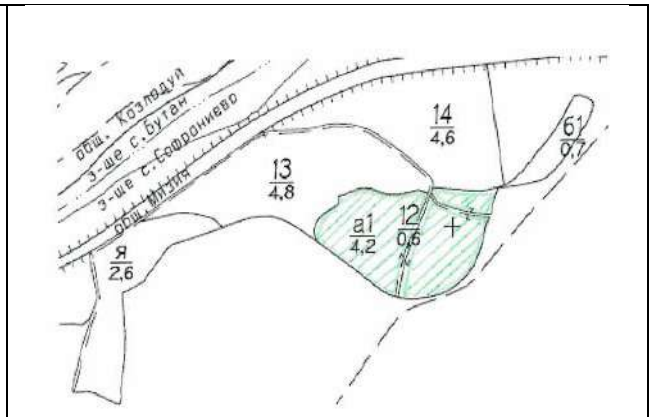 общ. Козлодуй
з-ще с. Бутан
з-ще с. Софрониево
общ. Мизия
14
4,6
61
0,7
13
4,8
а1
4,2
12
0,6
Я
2,6